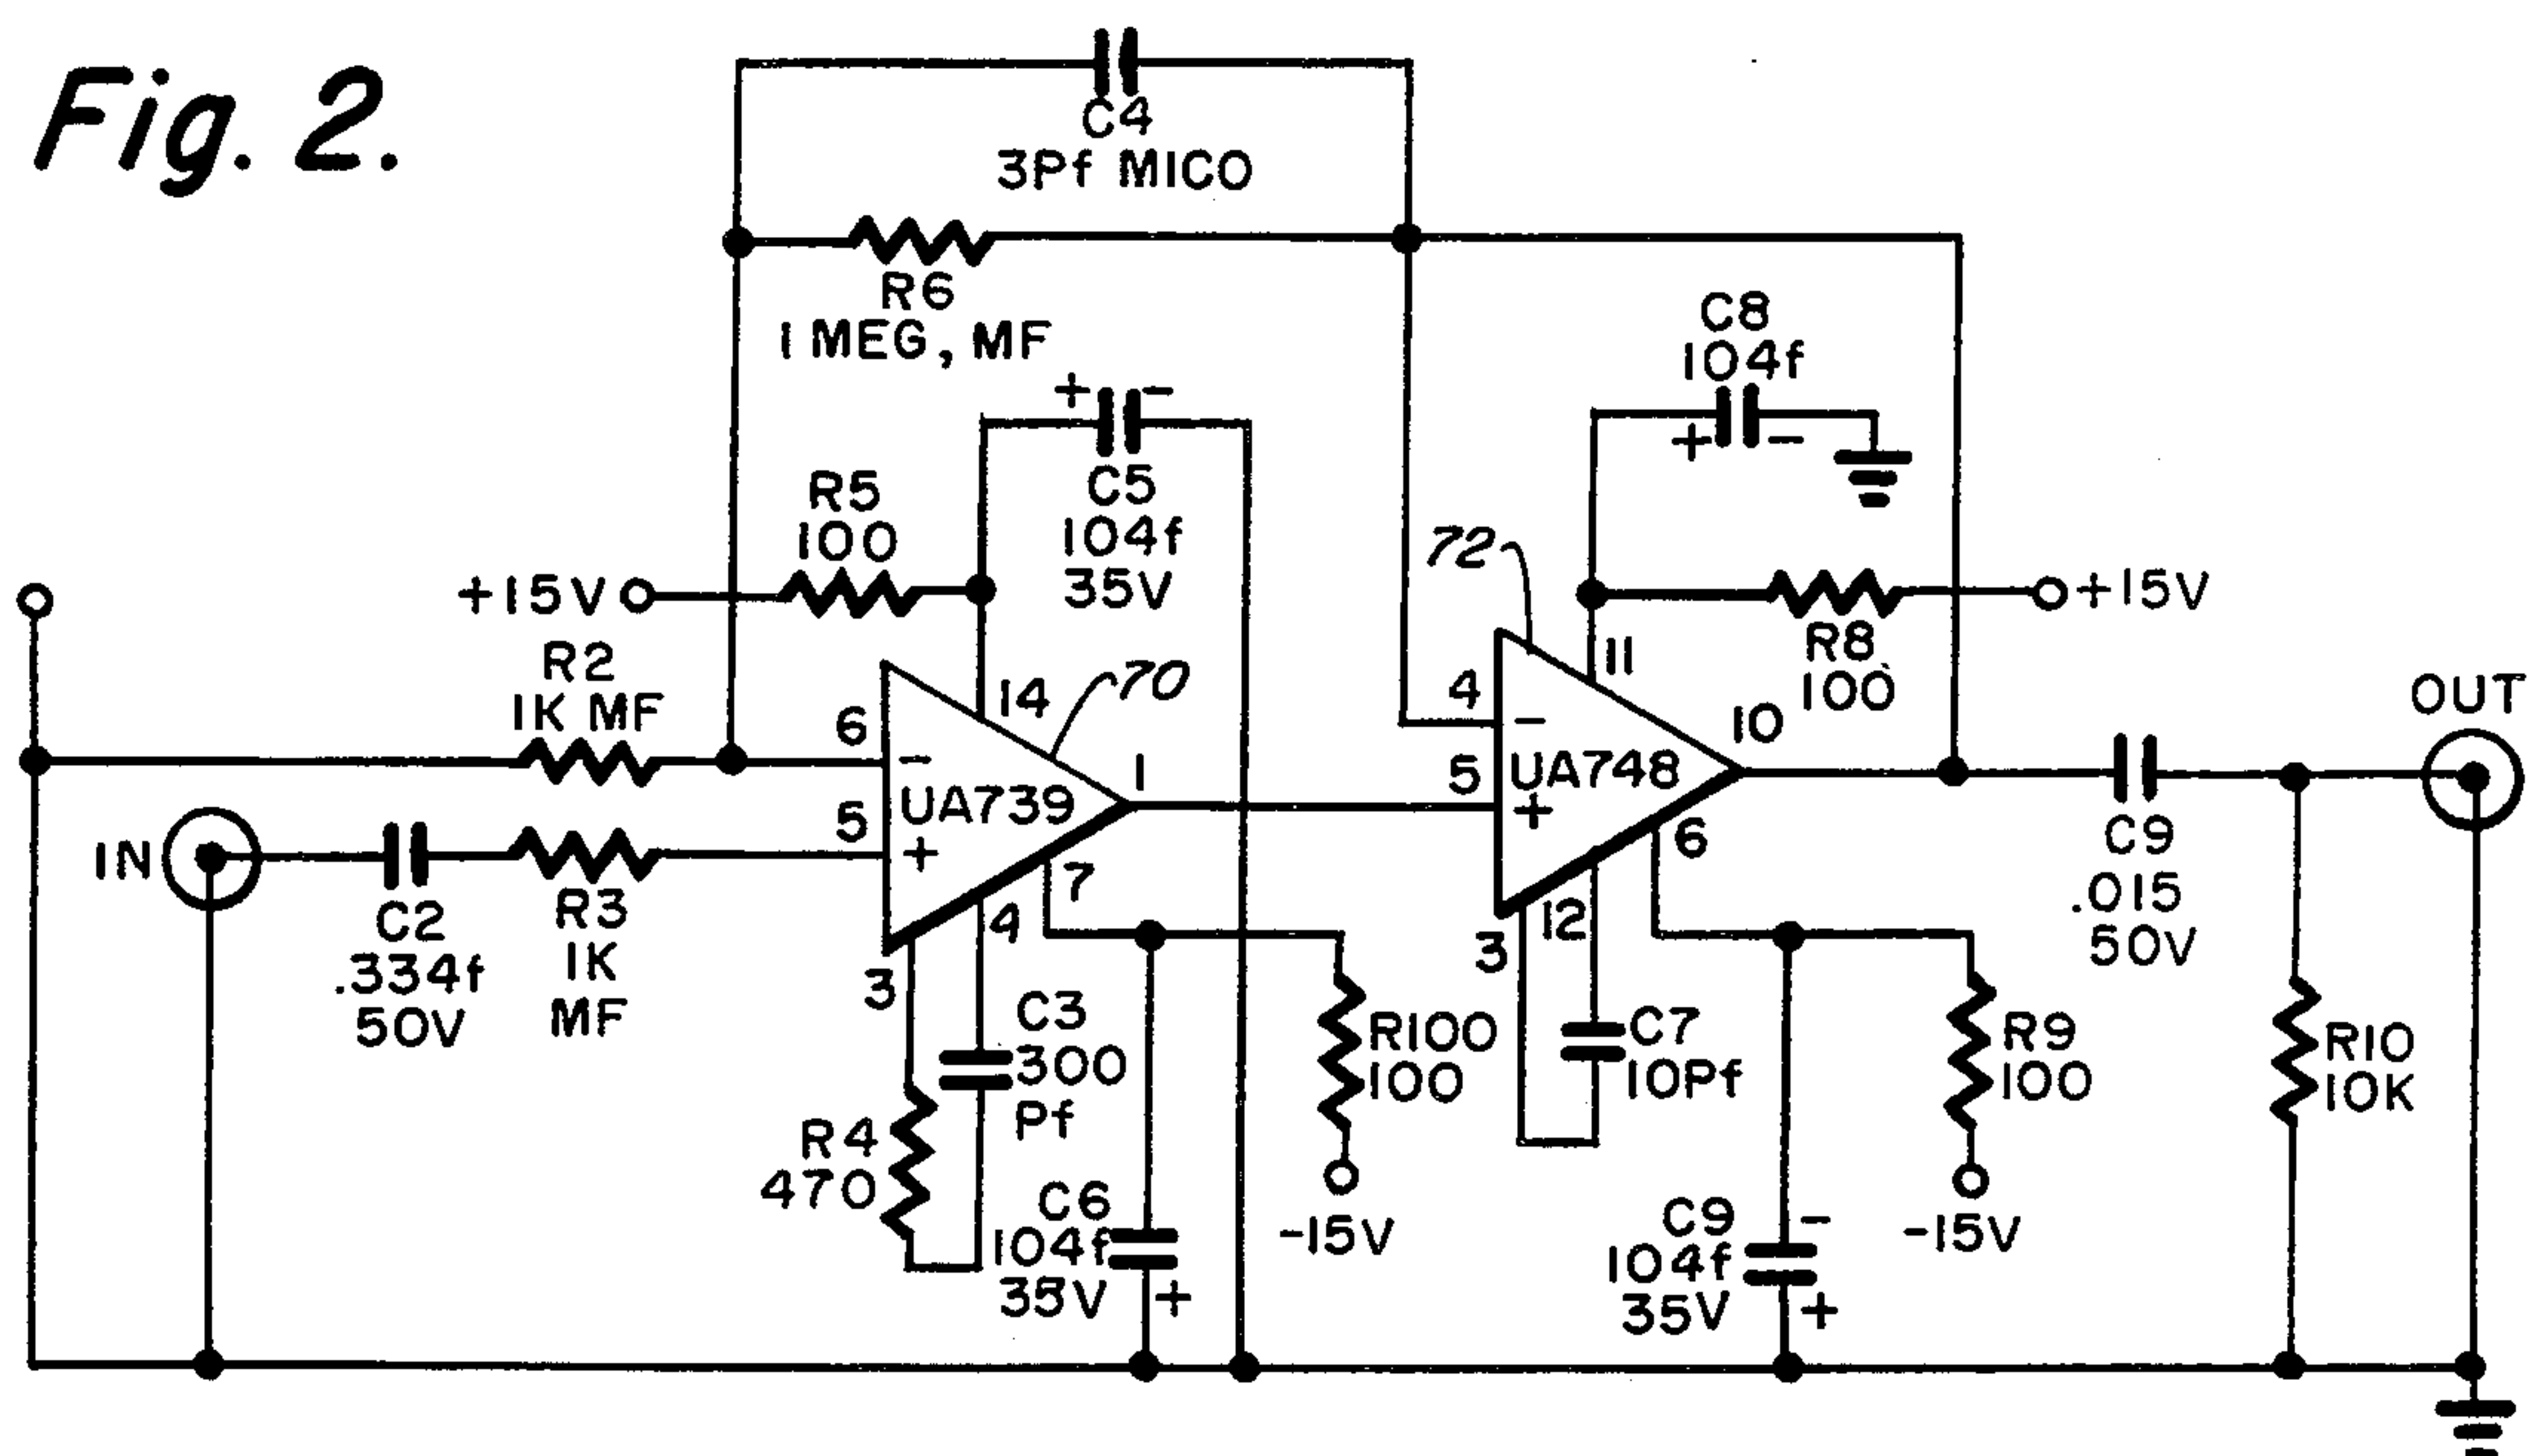 Fig. 2.
C4
3Pf MICO
R6
1 MEG, MF
C8
104f
+ -
+ -
C5
104f
35V
R5
100
+15V
72
+15V
R8
100
11
R2
1K MF
14
70
6
-
UA739
5
+
1
4
-
5
UA748
+
10
OUT
IN
C2
.334f
50V
R3
1K
MF
7
4
3
6
12
3
C9
.015
50V
C3
300
Pf
R100
100
C7
10Pf
R9
100
R10
10K
R4
470
C6
104f
35V
+
-15V
C9
104f
35V
-
+
-15V